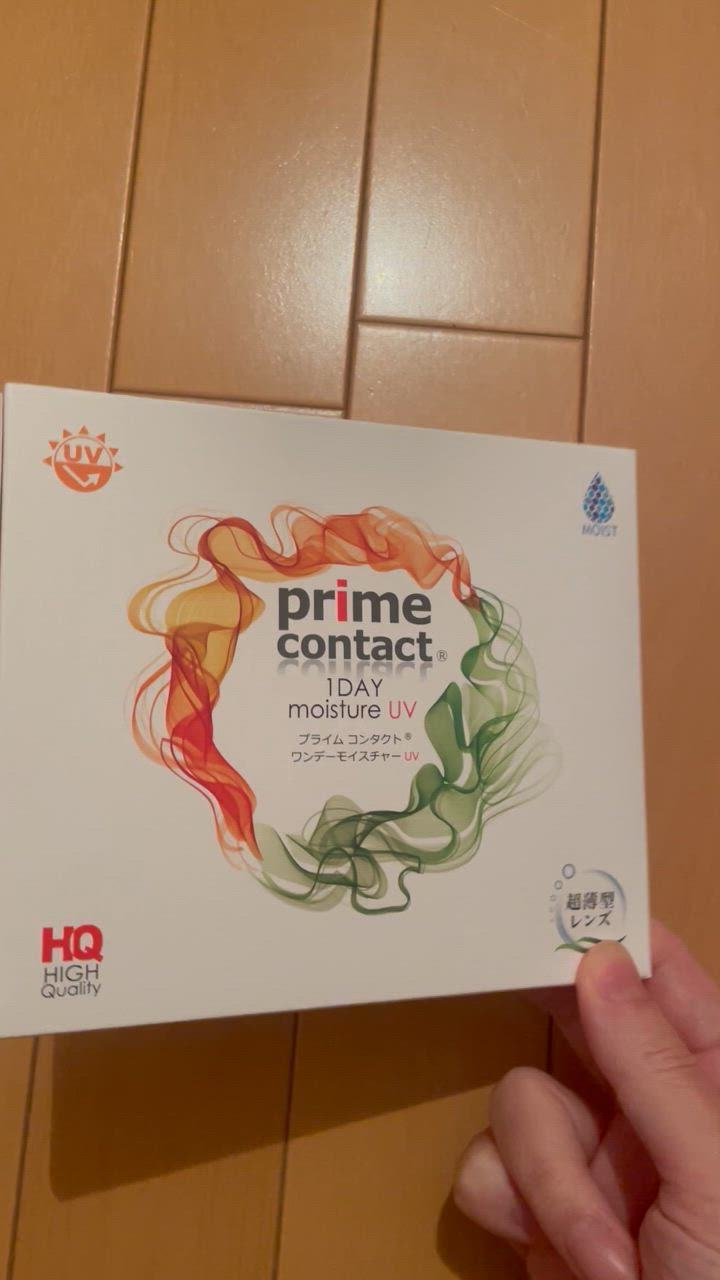 UV
MOIST
prime
contact®
1DAY
moisture UV
プライム コンタクト®
ワンデーモイスチャー UV
超薄型
レンズ
HQ
HIGH
Quality